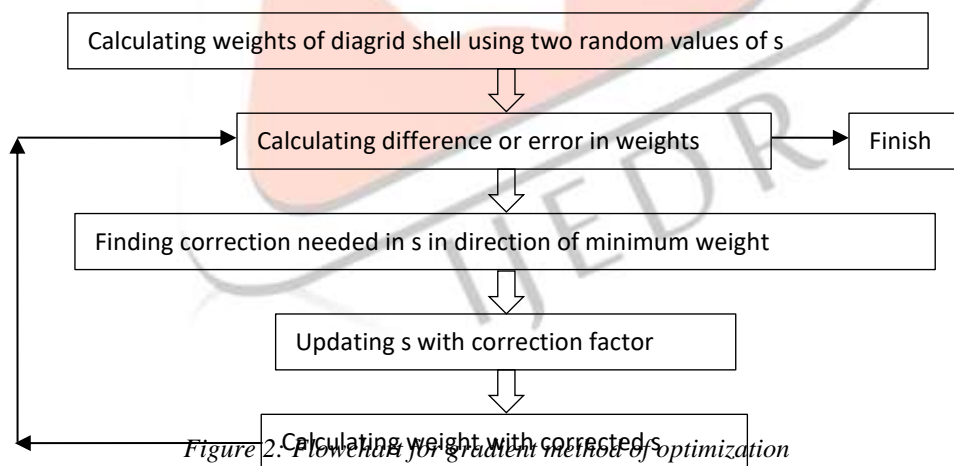 Calculating weights of diagrid shell using two random values of s
Calculating difference or error in weights
Finish
Finding correction needed in s in direction of minimum weight
IJEDR
Updating s with correction factor
Calculating weight with corrected s
Figure 2: Flowchart for gradient method of optimization